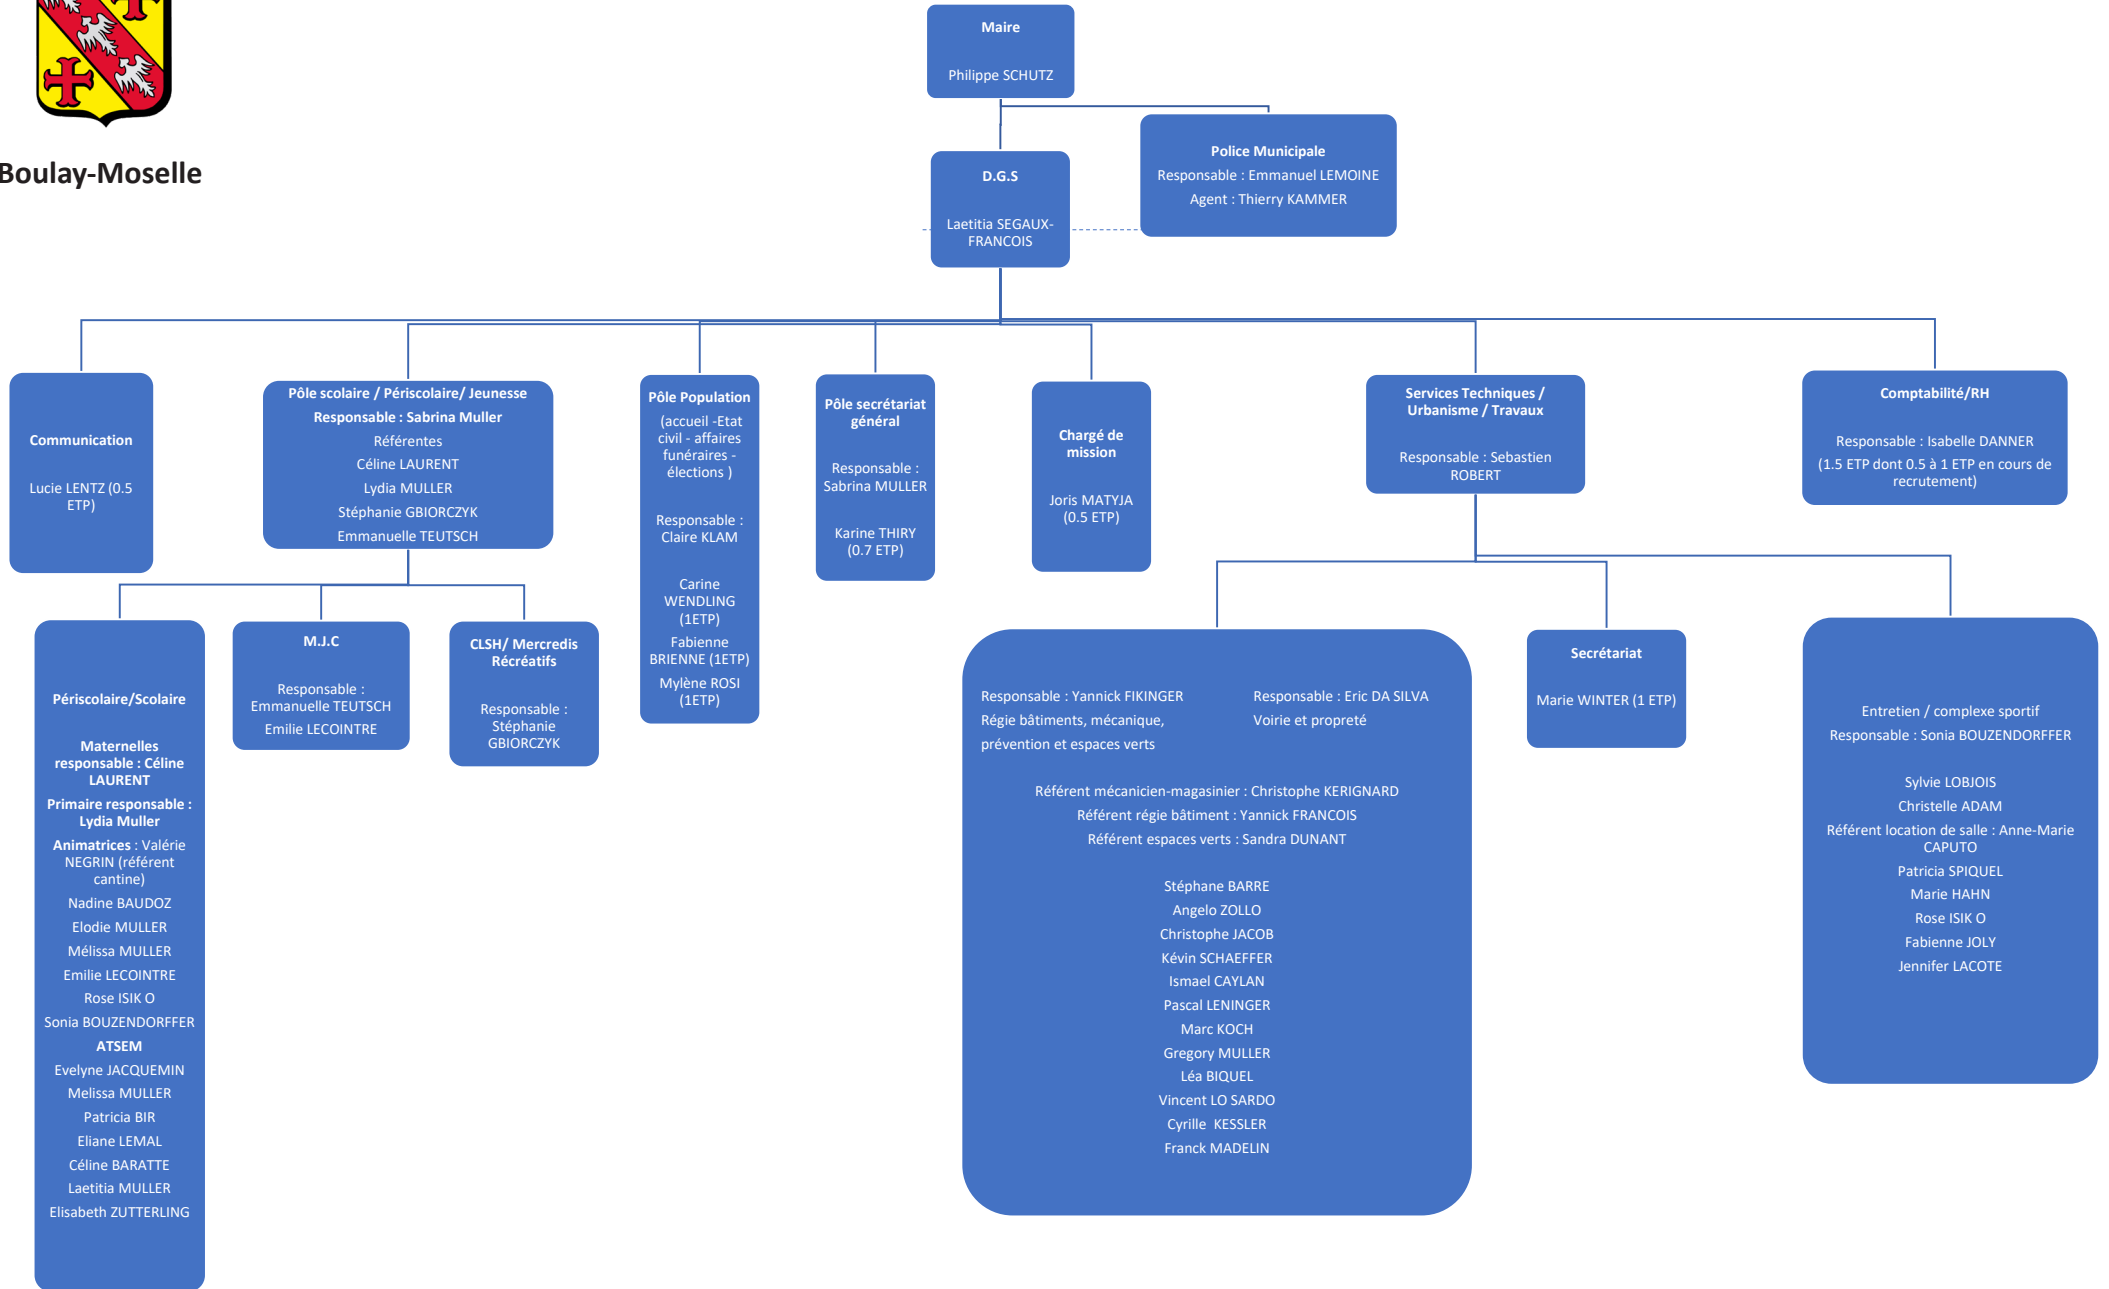 Boulay-Moselle
Maire
Philippe SCHUTZ
Police Municipale
Responsable : Emmanuel LEMOINE
Agent : Thierry KAMMER
D.G.S
Laetitia SEGAUX-
FRANCOIS
Communication
Lucie LENTZ (0.5
ETP)
Pôle scolaire / Périscolaire/ Jeunesse
Responsable : Sabrina Muller
Référentes
Céline LAURENT
Lydia MULLER
Stéphanie GBIORCZYK
Emmanuelle TEUTSCH
Pôle Population
(accueil -Etat
civil - affaires
funéraires -
élections )
Responsable :
Claire KLAM
Carine
WENDLING
(1ETP)
Fabienne
BRIENNE (1ETP)
Mylène ROSI
(1ETP)
Pôle secrétariat
général
Responsable :
Sabrina MULLER
Karine THIRY
(0.7 ETP)
Chargé de
mission
Joris MATYJA
(0.5 ETP)
Services Techniques /
Urbanisme / Travaux
Responsable : Sebastien
ROBERT
Comptabilité/RH
Responsable : Isabelle DANNER
(1.5 ETP dont 0.5 à 1 ETP en cours de
recrutement)
Périscolaire/Scolaire
Maternelles
responsable : Céline
LAURENT
Primaire responsable :
Lydia Muller
Animatrices : Valérie
NEGRIN (référent
cantine)
Nadine BAUDOZ
Elodie MULLER
Mélissa MULLER
Emilie LECOINTRE
Rose ISIK O
Sonia BOUZENDORFFER
ATSEM
Evelyne JACQUEMIN
Melissa MULLER
Patricia BIR
Eliane LEMAL
Céline BARATTE
Laetitia MULLER
Elisabeth ZUTTERLING
M.J.C
Responsable :
Emmanuelle TEUTSCH
Emilie LECOINTRE
CLSH/ Mercredis
Récréatifs
Responsable :
Stéphanie
GBIORCZYK
Responsable : Yannick FIKINGER
Régie bâtiments, mécanique,
prévention et espaces verts
Responsable : Eric DA SILVA
Voirie et propreté
Référent mécanicien-magasinier : Christophe KERIGNARD
Référent régie bâtiment : Yannick FRANCOIS
Référent espaces verts : Sandra DUNANT
Stéphane BARRE
Angelo ZOLLO
Christophe JACOB
Kévin SCHAEFFER
Ismael CAYLAN
Pascal LENINGER
Marc KOCH
Gregory MULLER
Léa BIQUEL
Vincent LO SARDO
Cyrille  KESSLER
Franck MADELIN
Secrétariat
Marie WINTER (1 ETP)
Entretien / complexe sportif
Responsable : Sonia BOUZENDORFFER
Sylvie LOBJOIS
Christelle ADAM
Référent location de salle : Anne-Marie
CAPUTO
Patricia SPIQUEL
Marie HAHN
Rose ISIK O
Fabienne JOLY
Jennifer LACOTE